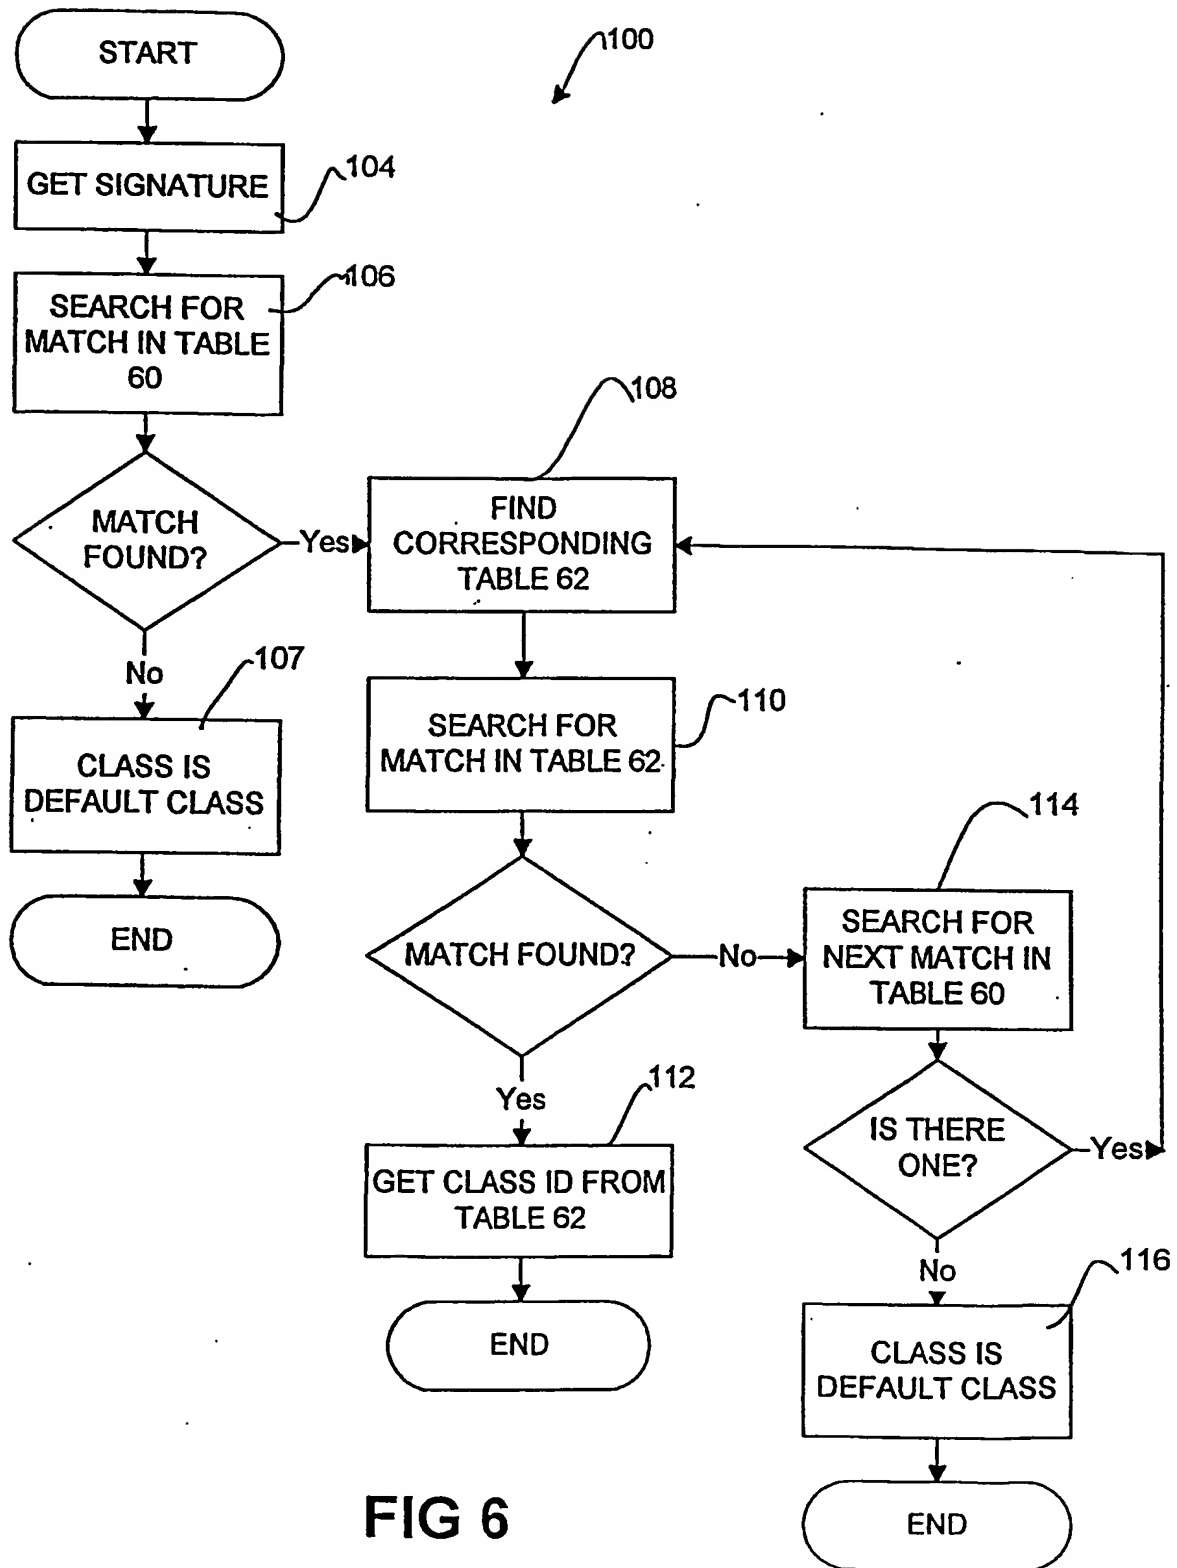 START
100
GET SIGNATURE
104
SEARCH FOR
MATCH IN TABLE
60
106
MATCH
FOUND?
Yes
No
107
CLASS IS
DEFAULT CLASS
END
108
FIND
CORRESPONDING
TABLE 62
SEARCH FOR
MATCH IN TABLE 62
110
MATCH FOUND?
No
Yes
112
GET CLASS ID FROM
TABLE 62
END
114
SEARCH FOR
NEXT MATCH IN
TABLE 60
IS THERE
ONE?
Yes
No
116
CLASS IS
DEFAULT CLASS
END
FIG 6